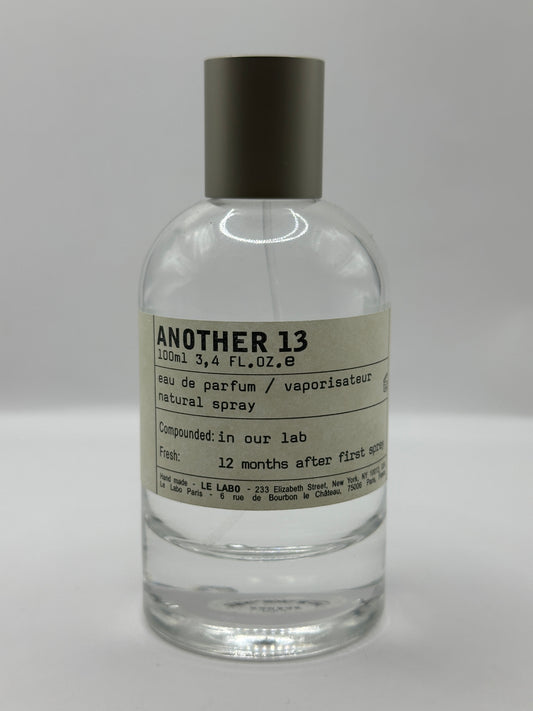 ANOTHER 13
100ml 3,4 FL.OZ.e
eau de parfum / vaporisateur
natural spray
Compounded: in our lab
Fresh: 12 months after first spray
Hand made - LE LABO - 233 Elizabeth Street, New York, NY
Le Labo Paris - 6 rue de Bourbon le Château, 75006 Paris,